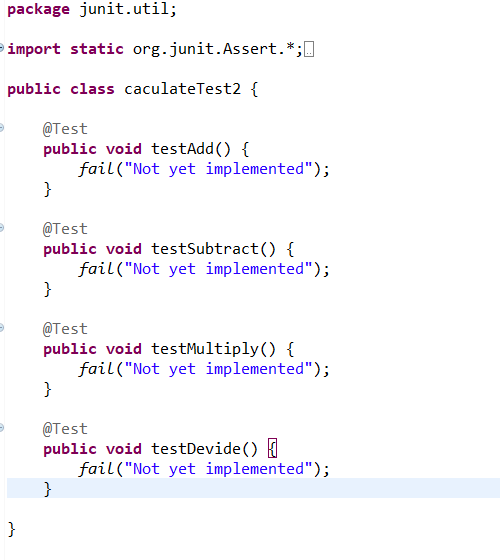 package junit.util;
import static org.junit.Assert.*;
public class caculateTest2 {
@Test
public void testAdd() {
fail("Not yet implemented");
}
@Test
public void testSubtract() {
fail("Not yet implemented");
}
@Test
public void testMultiply() {
fail("Not yet implemented");
}
@Test
public void testDevide() {
fail("Not yet implemented");
}
}